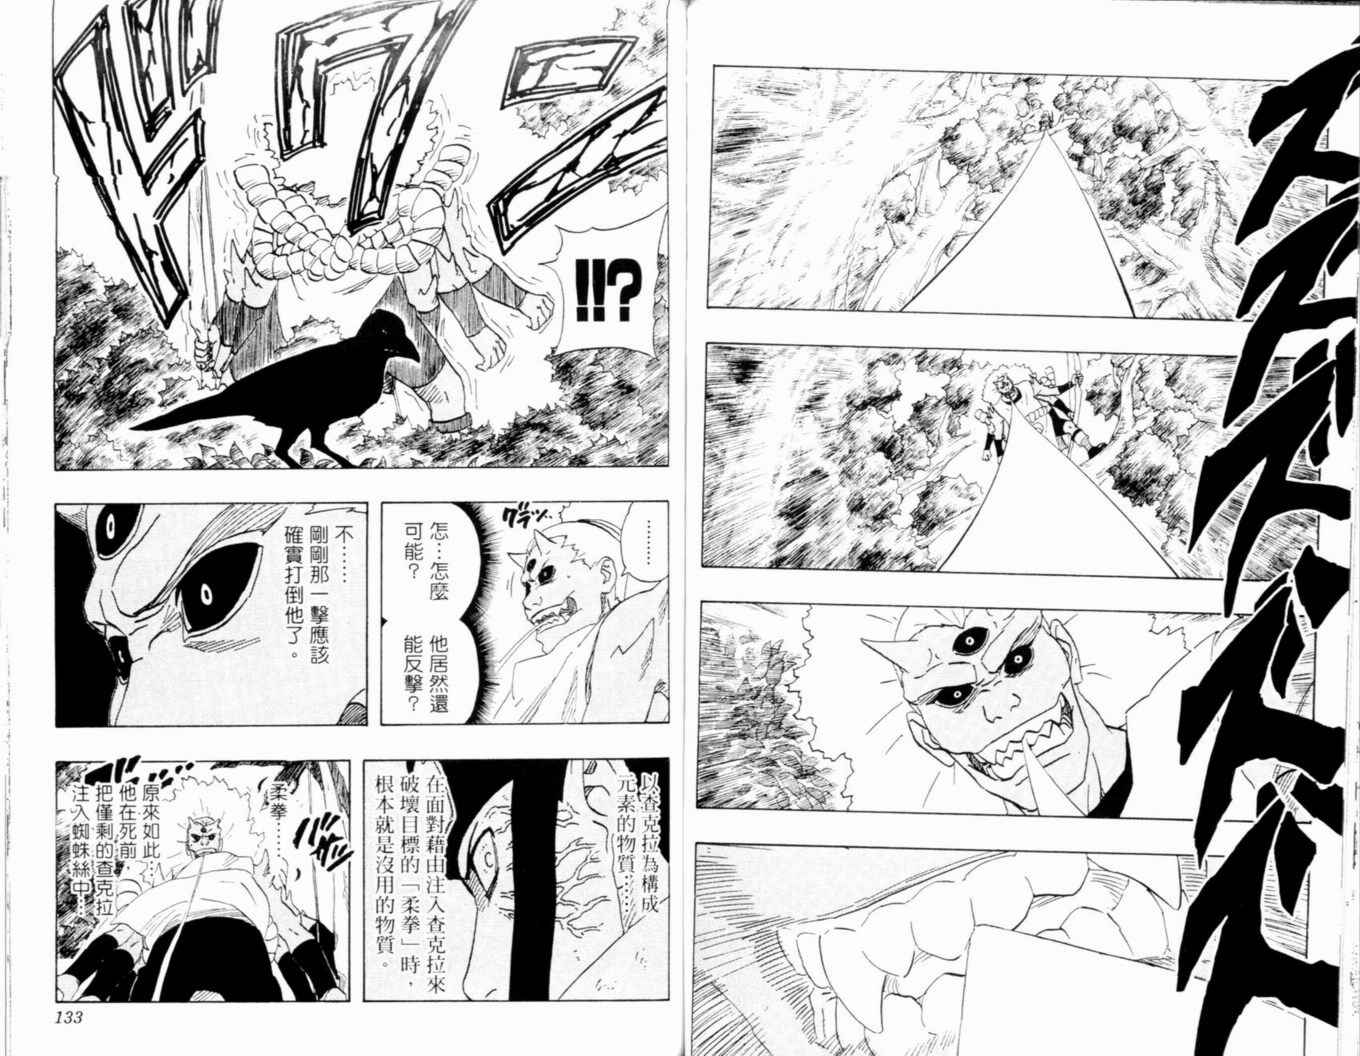 ドドドドド
ドクン
!!?
………
グラッ…
怎…怎麼
可能？
他居然還
能反擊？
不……
剛剛那一擊應該
確實打倒他了。
以查克拉為構成
元素的物質……
在面對藉由注入查克拉來
破壞目標的「柔拳」時，
根本就是沒用的物質。
柔拳…
原來如此…
他在死前，
把僅剩的查克拉
注入蜘蛛絲中…
133